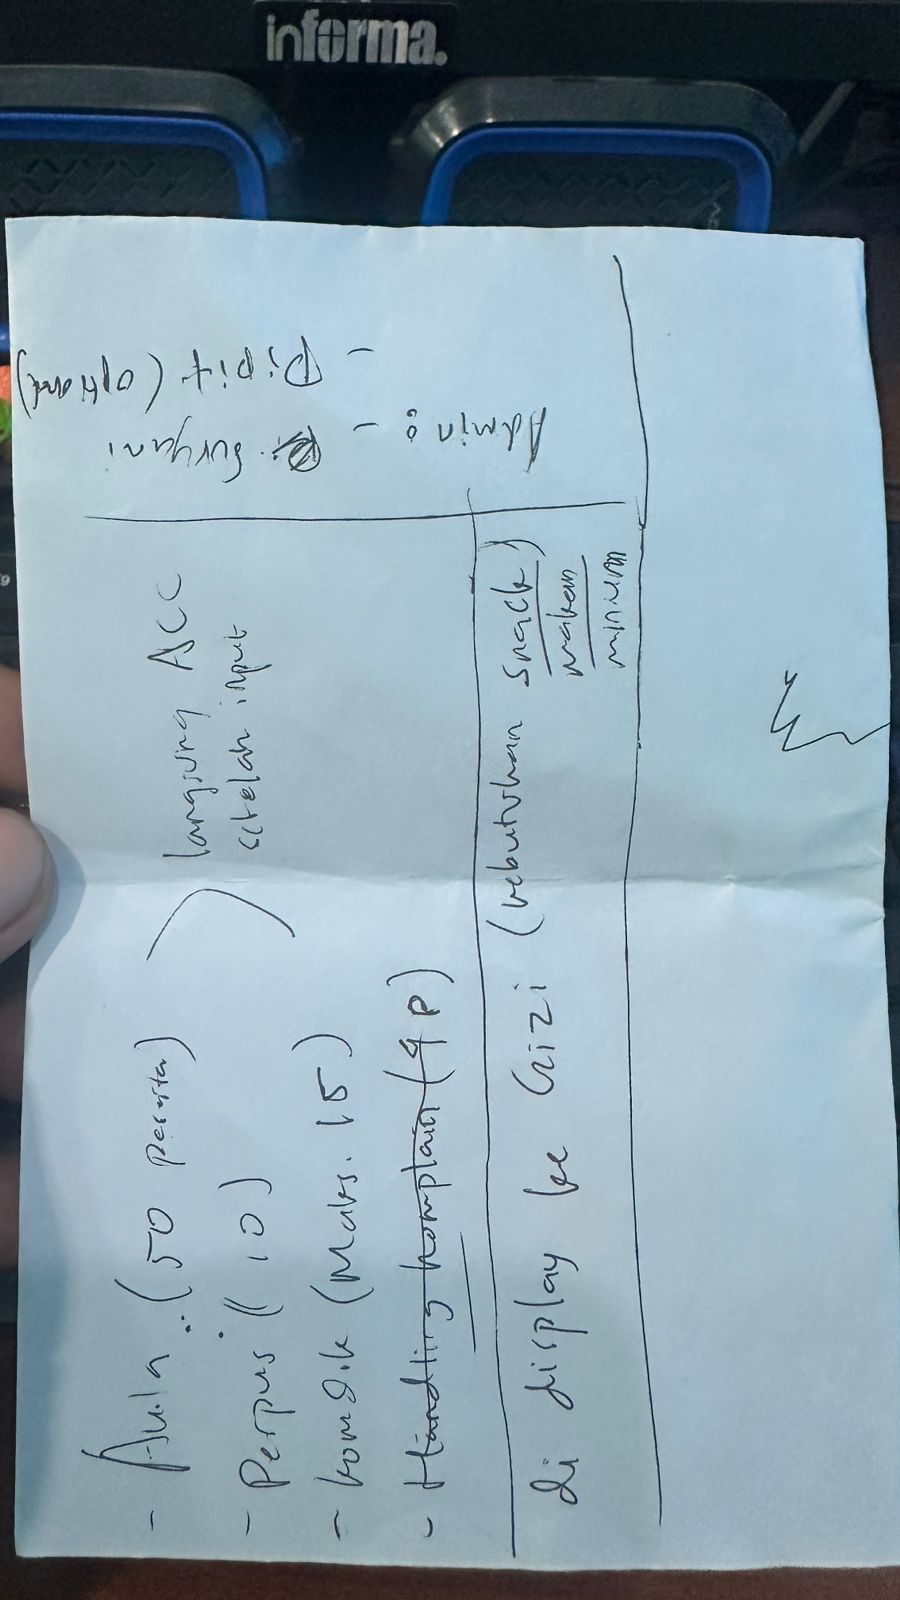 - Aula (50 peserta)
- Perpus (10)
- komdik (Maks. 15)
- Handling komplain (4 P)
langsung ACC
setelah input
di display ke Gizi (kebutuhan snack)
makan
minum
Admin : - Suryani
- Pipit (optional)
informa.